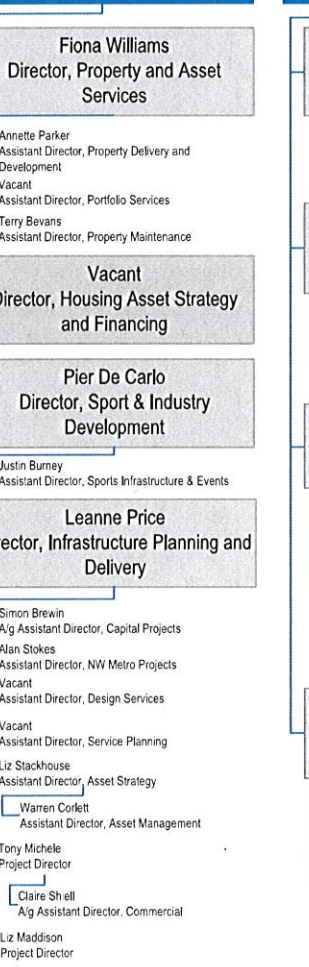 Fiona Williams
Director, Property and Asset
Services
Annette Parker
Assistant Director, Property Delivery and
Development
Vacant
Assistant Director, Portfolio Services
Terry Bevans
Assistant Director, Property Maintenance
Vacant
Director, Housing Asset Strategy
and Financing
Pier De Carlo
Director, Sport & Industry
Development
Justin Burney
Assistant Director, Sports Infrastructure & Events
Leanne Price
rector, Infrastructure Planning and
Delivery
Simon Brewin
A/g Assistant Director, Capital Projects
Alan Stokes
Assistant Director, NW Metro Projects
Vacant
Assistant Director, Design Services
Vacant
Assistant Director, Service Planning
Liz Stackhouse
Assistant Director, Asset Strategy
Warren Corlett
Assistant Director, Asset Management
Tony Michele
Project Director
Claire Shiell
A/g Assistant Director, Commercial
Liz Maddison
Project Director